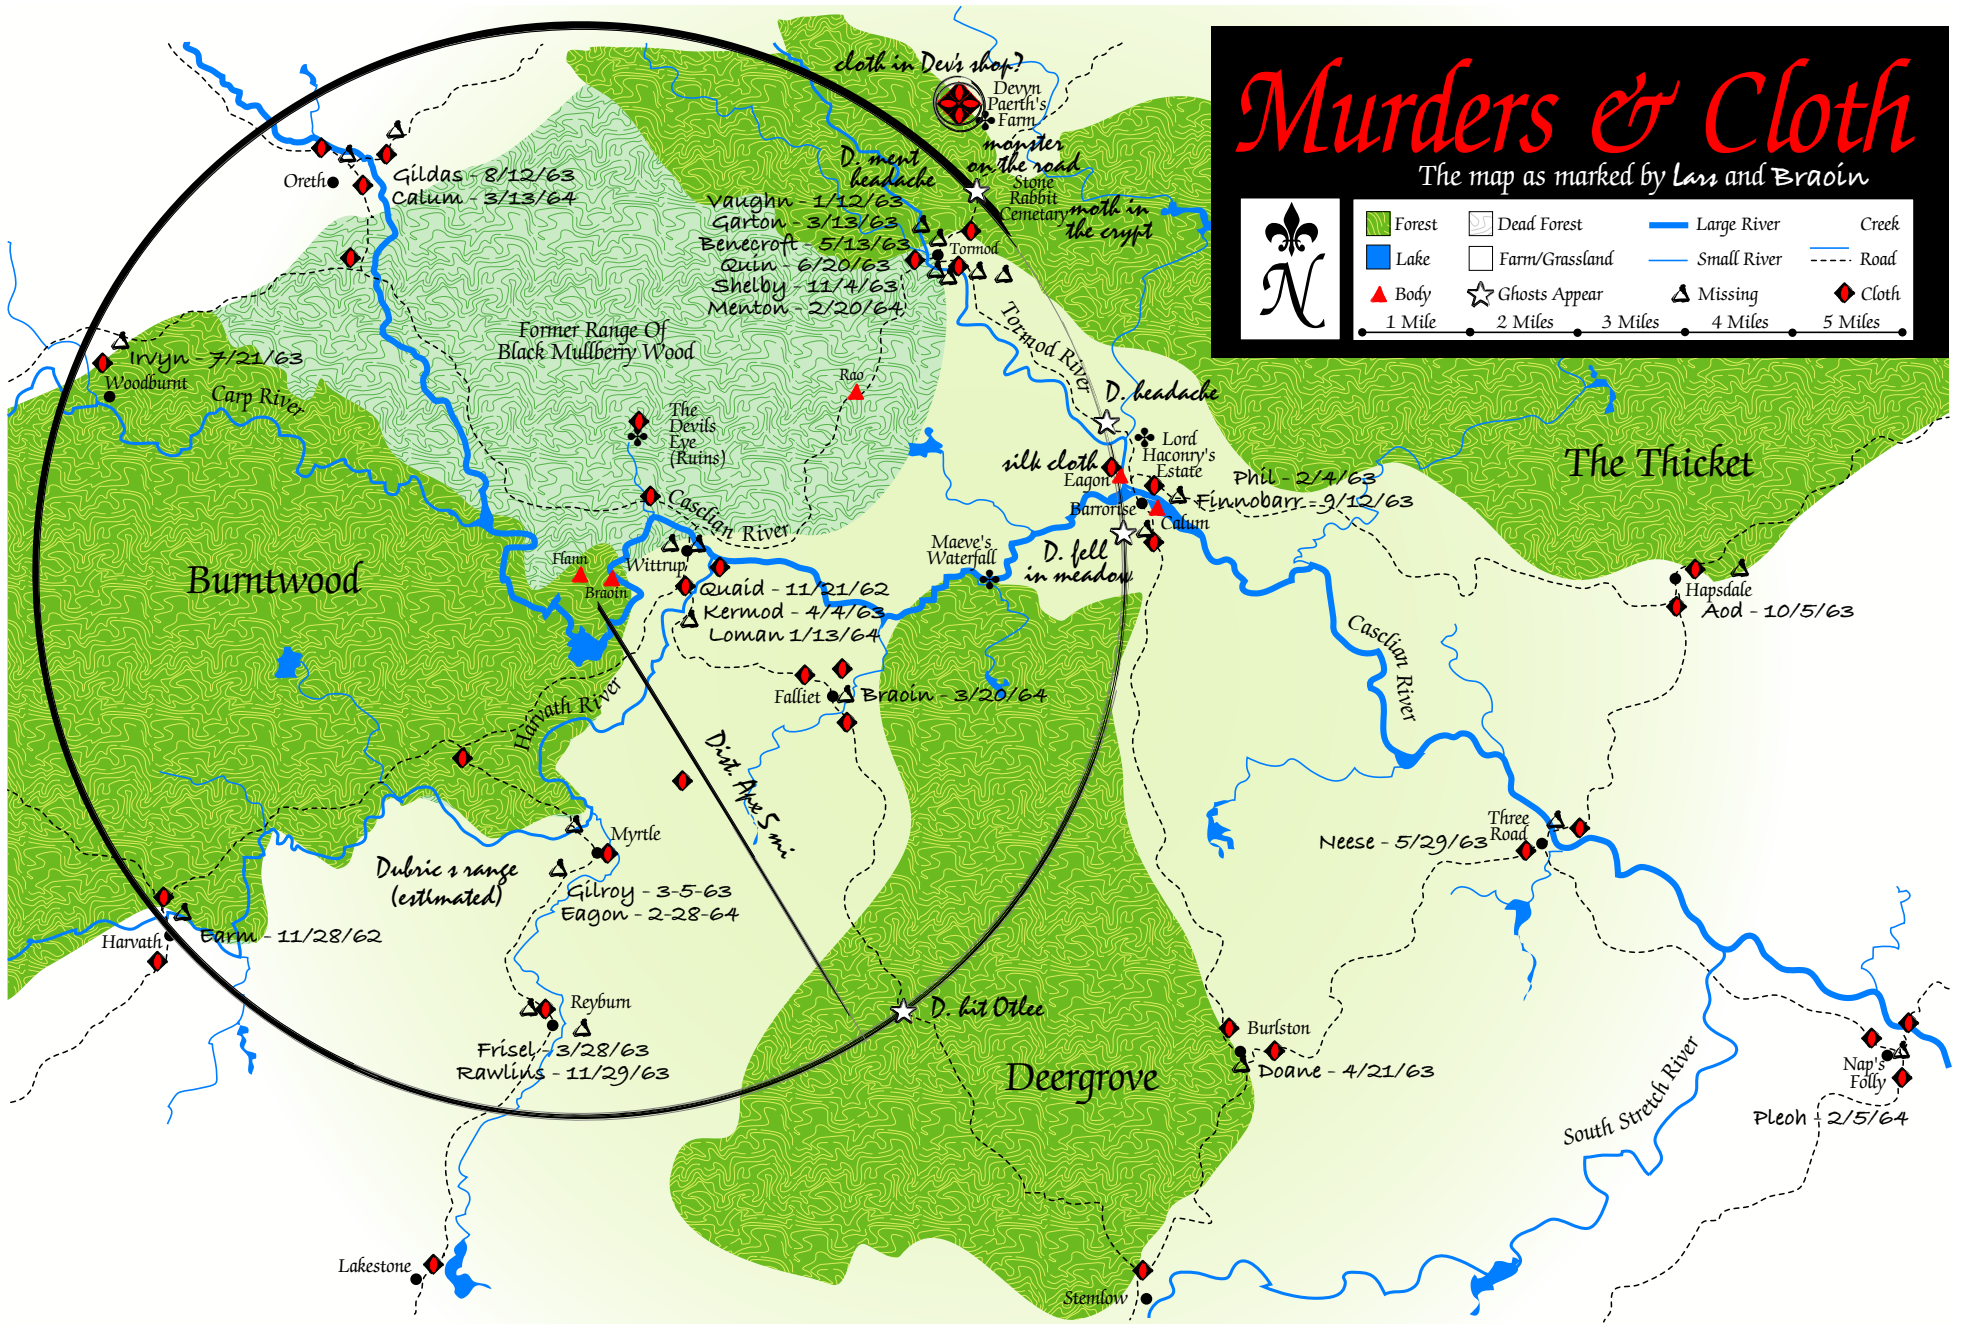 Murders & Cloth
The map as marked by Lars and Braoin
N
Forest
Dead Forest
Large River
Creek
Lake
Farm/Grassland
Small River
Road
Body
Ghosts Appear
Missing
Cloth
1 Mile
2 Miles
3 Miles
4 Miles
5 Miles
cloth in Dev's shop?
Devyn
Paerth's
Farm
monster
on the road
D. ment
headache
Stone
Rabbit
Cemetary
moth in
the crypt
Oreth
Gildas - 8/12/63
Calum - 3/13/64
Vaughn - 1/12/63
Garton - 3/13/63
Benecroft - 5/13/63
Quin - 6/20/63
Shelby - 11/4/63
Menton - 2/20/64
Tormod
Tormod River
Former Range Of
Black Mullberry Wood
Irvyn - 7/21/63
Woodburnt
Carp River
Rao
The
Devils
Eye
(Ruins)
D. headache
Lord
Haconry's
Estate
silk cloth
Eagon
Phil - 2/4/63
Finnobarr - 9/12/63
Barrorise
Calum
The Thicket
Casclian River
Maeve's
Waterfall
D. fell
in meadow
Flann
Braoin
Wittrup
Burntwood
Quaid - 11/21/62
Kermod - 4/4/63
Loman 1/13/64
Hapsdale
Aod - 10/5/63
Casclian River
Harvath River
Falliet
Braoin - 3/20/64
Dist. Apx 5 mi
Myrtle
Dubric s range
(estimated)
Gilroy - 3-5-63
Eagon - 2-28-64
Three
Road
Neese - 5/29/63
Harvath
Earm - 11/28/62
Reyburn
Frisel - 3/28/63
Rawlins - 11/29/63
D. hit Otlee
Deergrove
Burlston
Doane - 4/21/63
Nap's
Folly
Pleoh - 2/5/64
South Stretch River
Lakestone
Stemlow